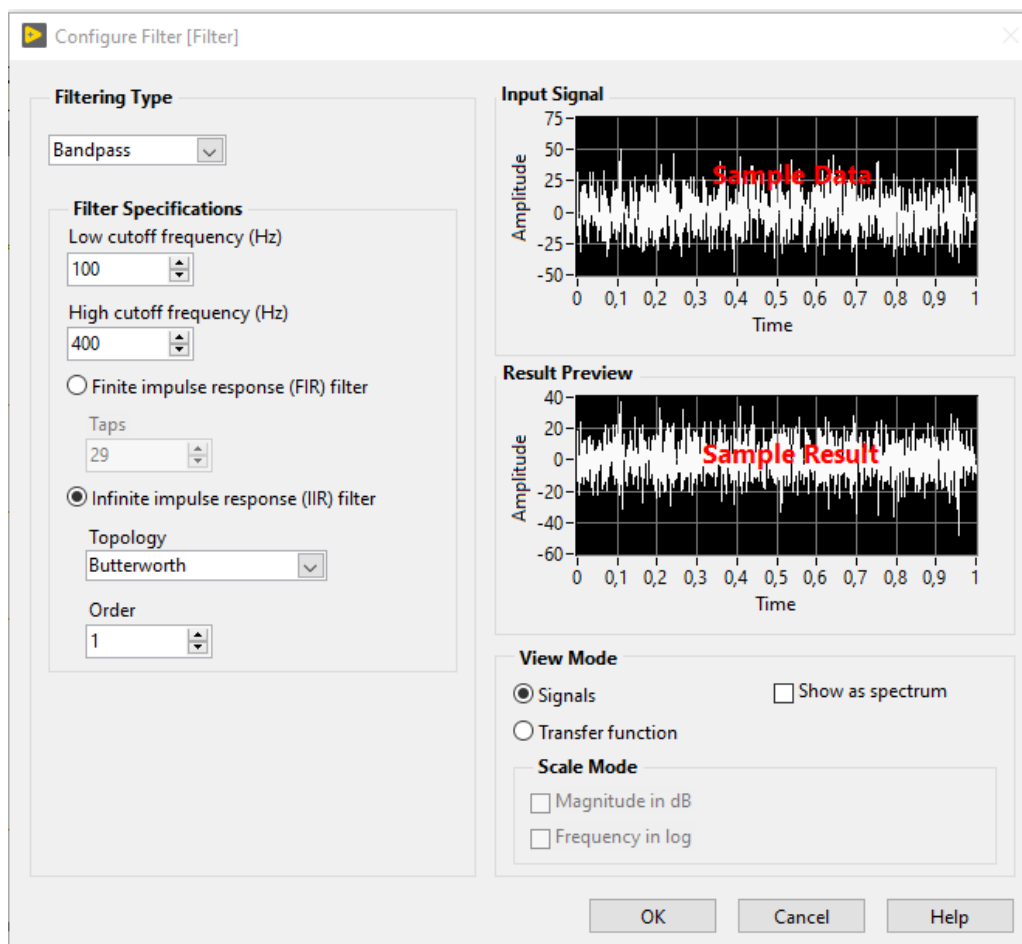 Configure Filter [Filter]
Filtering Type
Bandpass
Filter Specifications
Low cutoff frequency (Hz)
100
High cutoff frequency (Hz)
400
Finite impulse response (FIR) filter
Taps
29
Infinite impulse response (IIR) filter
Topology
Butterworth
Order
1
Input Signal
Amplitude
75
50
25
0
-25
-50
Sample Data
0 0,1 0,2 0,3 0,4 0,5 0,6 0,7 0,8 0,9 1
Time
Result Preview
Amplitude
40
20
0
-20
-40
-60
Sample Result
0 0,1 0,2 0,3 0,4 0,5 0,6 0,7 0,8 0,9 1
Time
View Mode
Signals
Show as spectrum
Transfer function
Scale Mode
Magnitude in dB
Frequency in log
OK Cancel Help